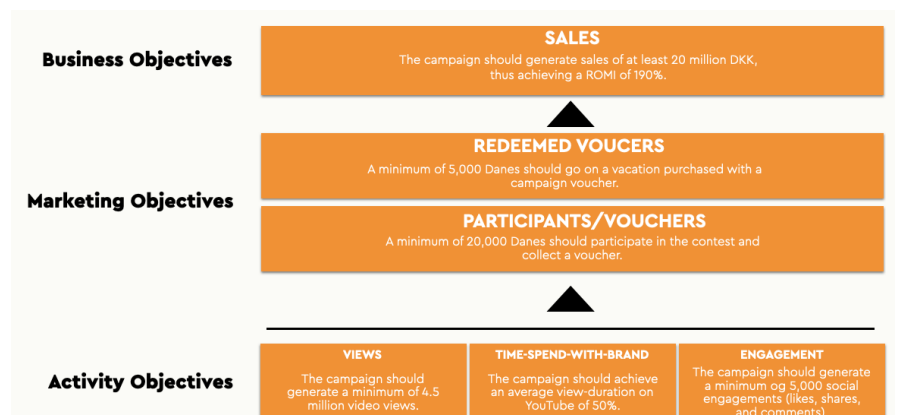 Business Objectives
SALES
The campaign should generate sales of at least 20 million DKK,
thus achieving a ROMI of 190%.
Marketing Objectives
REDEEMED VOUCERS
A minimum of 5,000 Danes should go on a vacation purchased with a
campaign voucher.
PARTICIPANTS/VOUCHERS
A minimum of 20,000 Danes should participate in the contest and
collect a voucher.
Activity Objectives
VIEWS
The campaign should
generate a minimum of 4.5
million video views.
TIME-SPEND-WITH-BRAND
The campaign should achieve
an average view-duration on
YouTube of 50%.
ENGAGEMENT
The campaign should generate
a minimum og 5,000 social
engagements (likes, shares,
and comments)